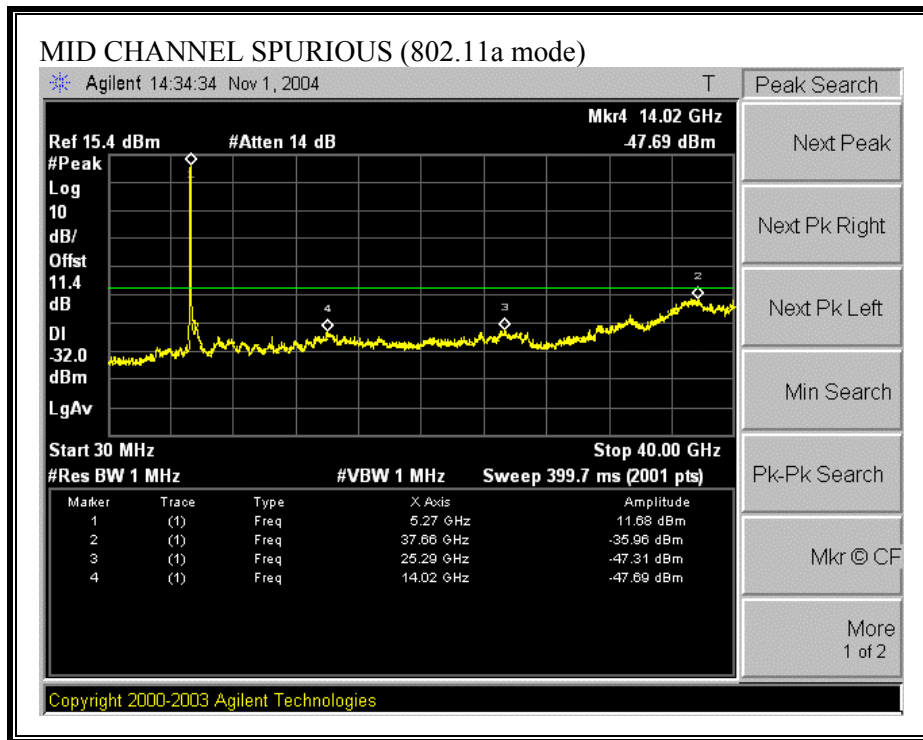 MID CHANNEL SPURIOUS (802.11a mode)
Agilent 14:34:34 Nov 1, 2004 T
Peak Search
Mkr4 14.02 GHz
Ref 15.4 dBm #Atten 14 dB -47.69 dBm
#Peak
Log
10
dB/
Offst
11.4
dB
DI
-32.0
dBm
LgAv
1
2
3
4
Start 30 MHz Stop 40.00 GHz
#Res BW 1 MHz #VBW 1 MHz Sweep 399.7 ms (2001 pts)
Marker Trace Type X Axis Amplitude
1 (1) Freq 5.27 GHz 11.68 dBm
2 (1) Freq 37.66 GHz -35.96 dBm
3 (1) Freq 25.29 GHz -47.31 dBm
4 (1) Freq 14.02 GHz -47.69 dBm
Next Peak
Next Pk Right
Next Pk Left
Min Search
Pk-Pk Search
Mkr © CF
More
1 of 2
Copyright 2000-2003 Agilent Technologies